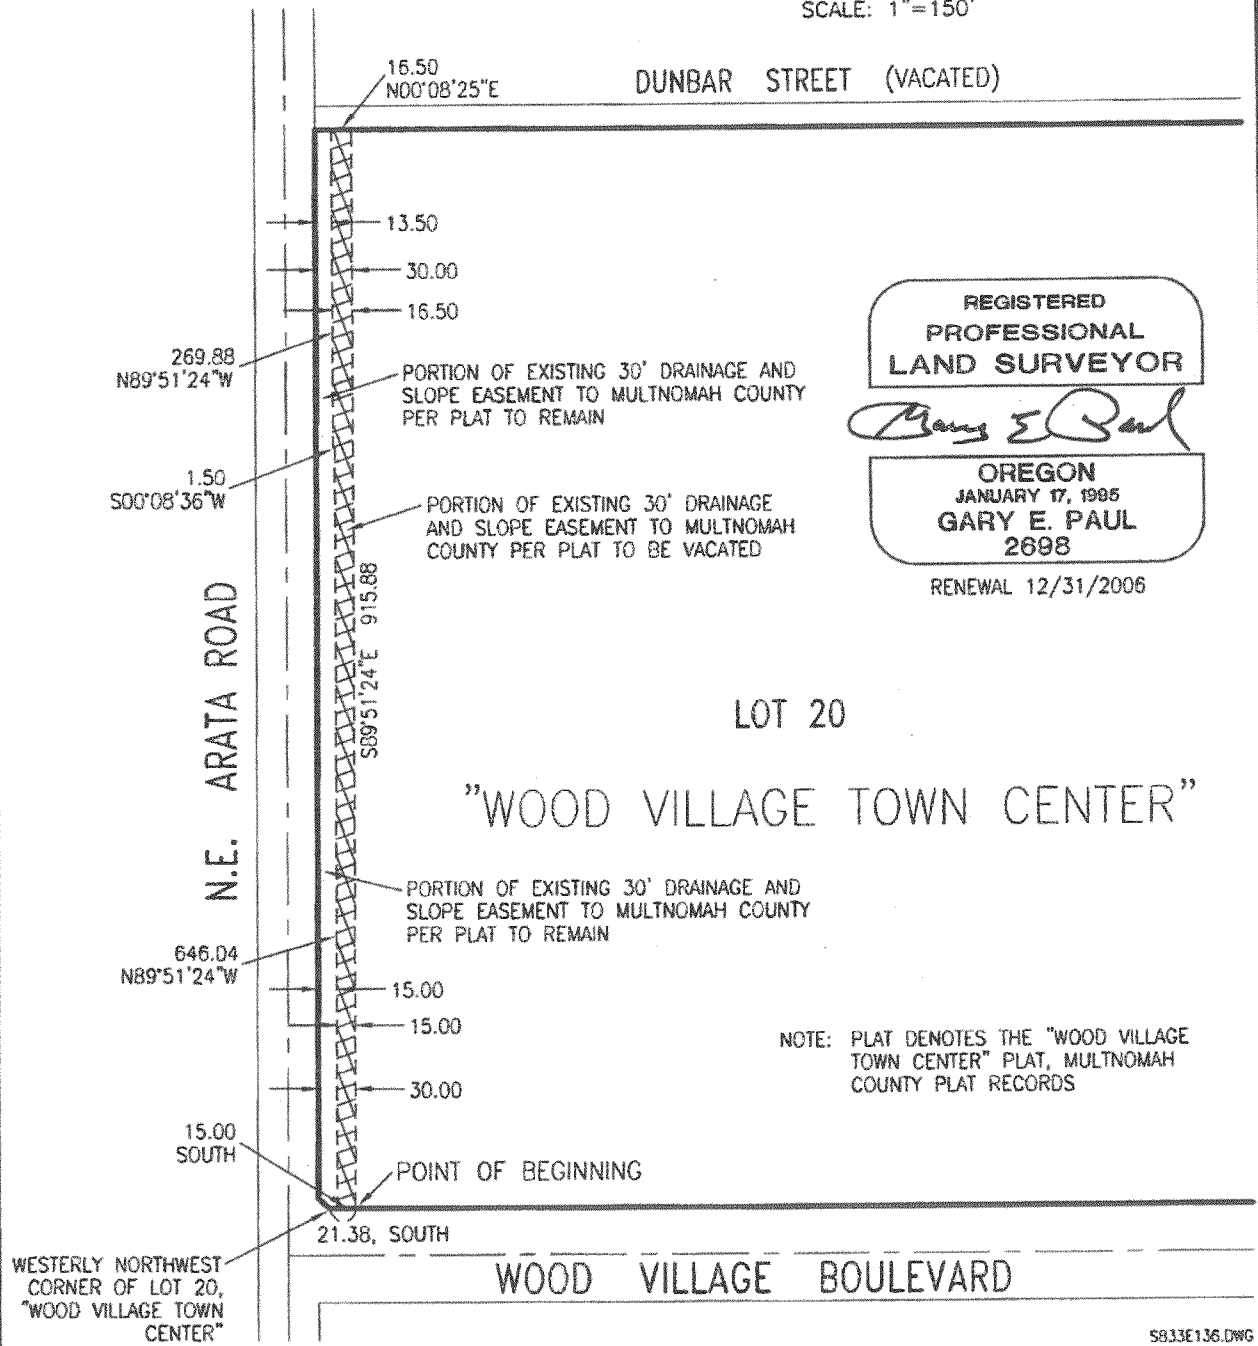 SCALE: 1"=150'
16.50
N00°08'25"E
DUNBAR STREET (VACATED)
13.50
30.00
16.50
269.88
N89°51'24"W
PORTION OF EXISTING 30' DRAINAGE AND
SLOPE EASEMENT TO MULTNOMAH COUNTY
PER PLAT TO REMAIN
1.50
S00°08'36"W
PORTION OF EXISTING 30' DRAINAGE
AND SLOPE EASEMENT TO MULTNOMAH
COUNTY PER PLAT TO BE VACATED
REGISTERED
PROFESSIONAL
LAND SURVEYOR
Gary E Paul
OREGON
JANUARY 17, 1995
GARY E. PAUL
2698
RENEWAL 12/31/2006
S89°51'24"E 915.88
N.E. ARATA ROAD
LOT 20
"WOOD VILLAGE TOWN CENTER"
PORTION OF EXISTING 30' DRAINAGE AND
SLOPE EASEMENT TO MULTNOMAH COUNTY
PER PLAT TO REMAIN
646.04
N89°51'24"W
15.00
15.00
30.00
NOTE: PLAT DENOTES THE "WOOD VILLAGE
TOWN CENTER" PLAT, MULTNOMAH
COUNTY PLAT RECORDS
15.00
SOUTH
POINT OF BEGINNING
21.38, SOUTH
WESTERLY NORTHWEST
CORNER OF LOT 20,
"WOOD VILLAGE TOWN
CENTER"
WOOD VILLAGE BOULEVARD
S833E136.DWG